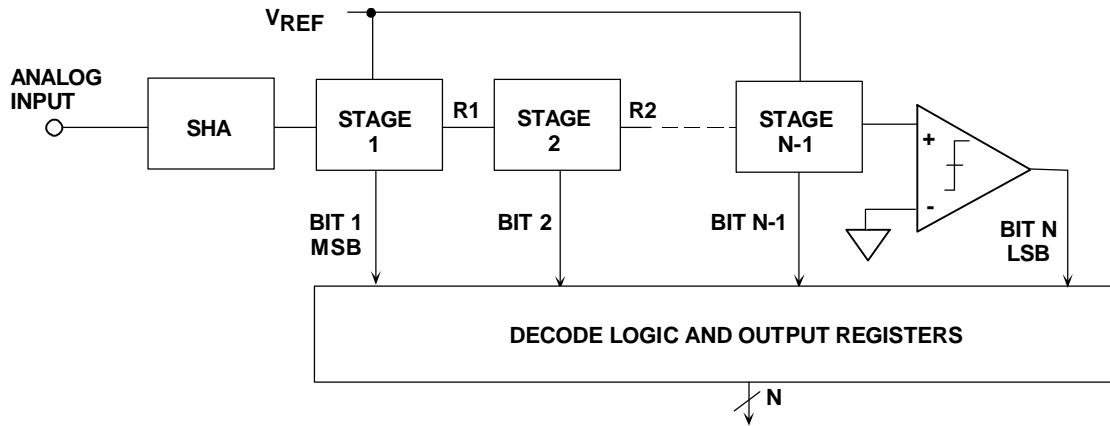 VREF
ANALOG
INPUT
SHA
STAGE
1
R1
STAGE
2
R2
STAGE
N-1
+
-
BIT 1
MSB
BIT 2
BIT N-1
BIT N
LSB
DECODE LOGIC AND OUTPUT REGISTERS
N